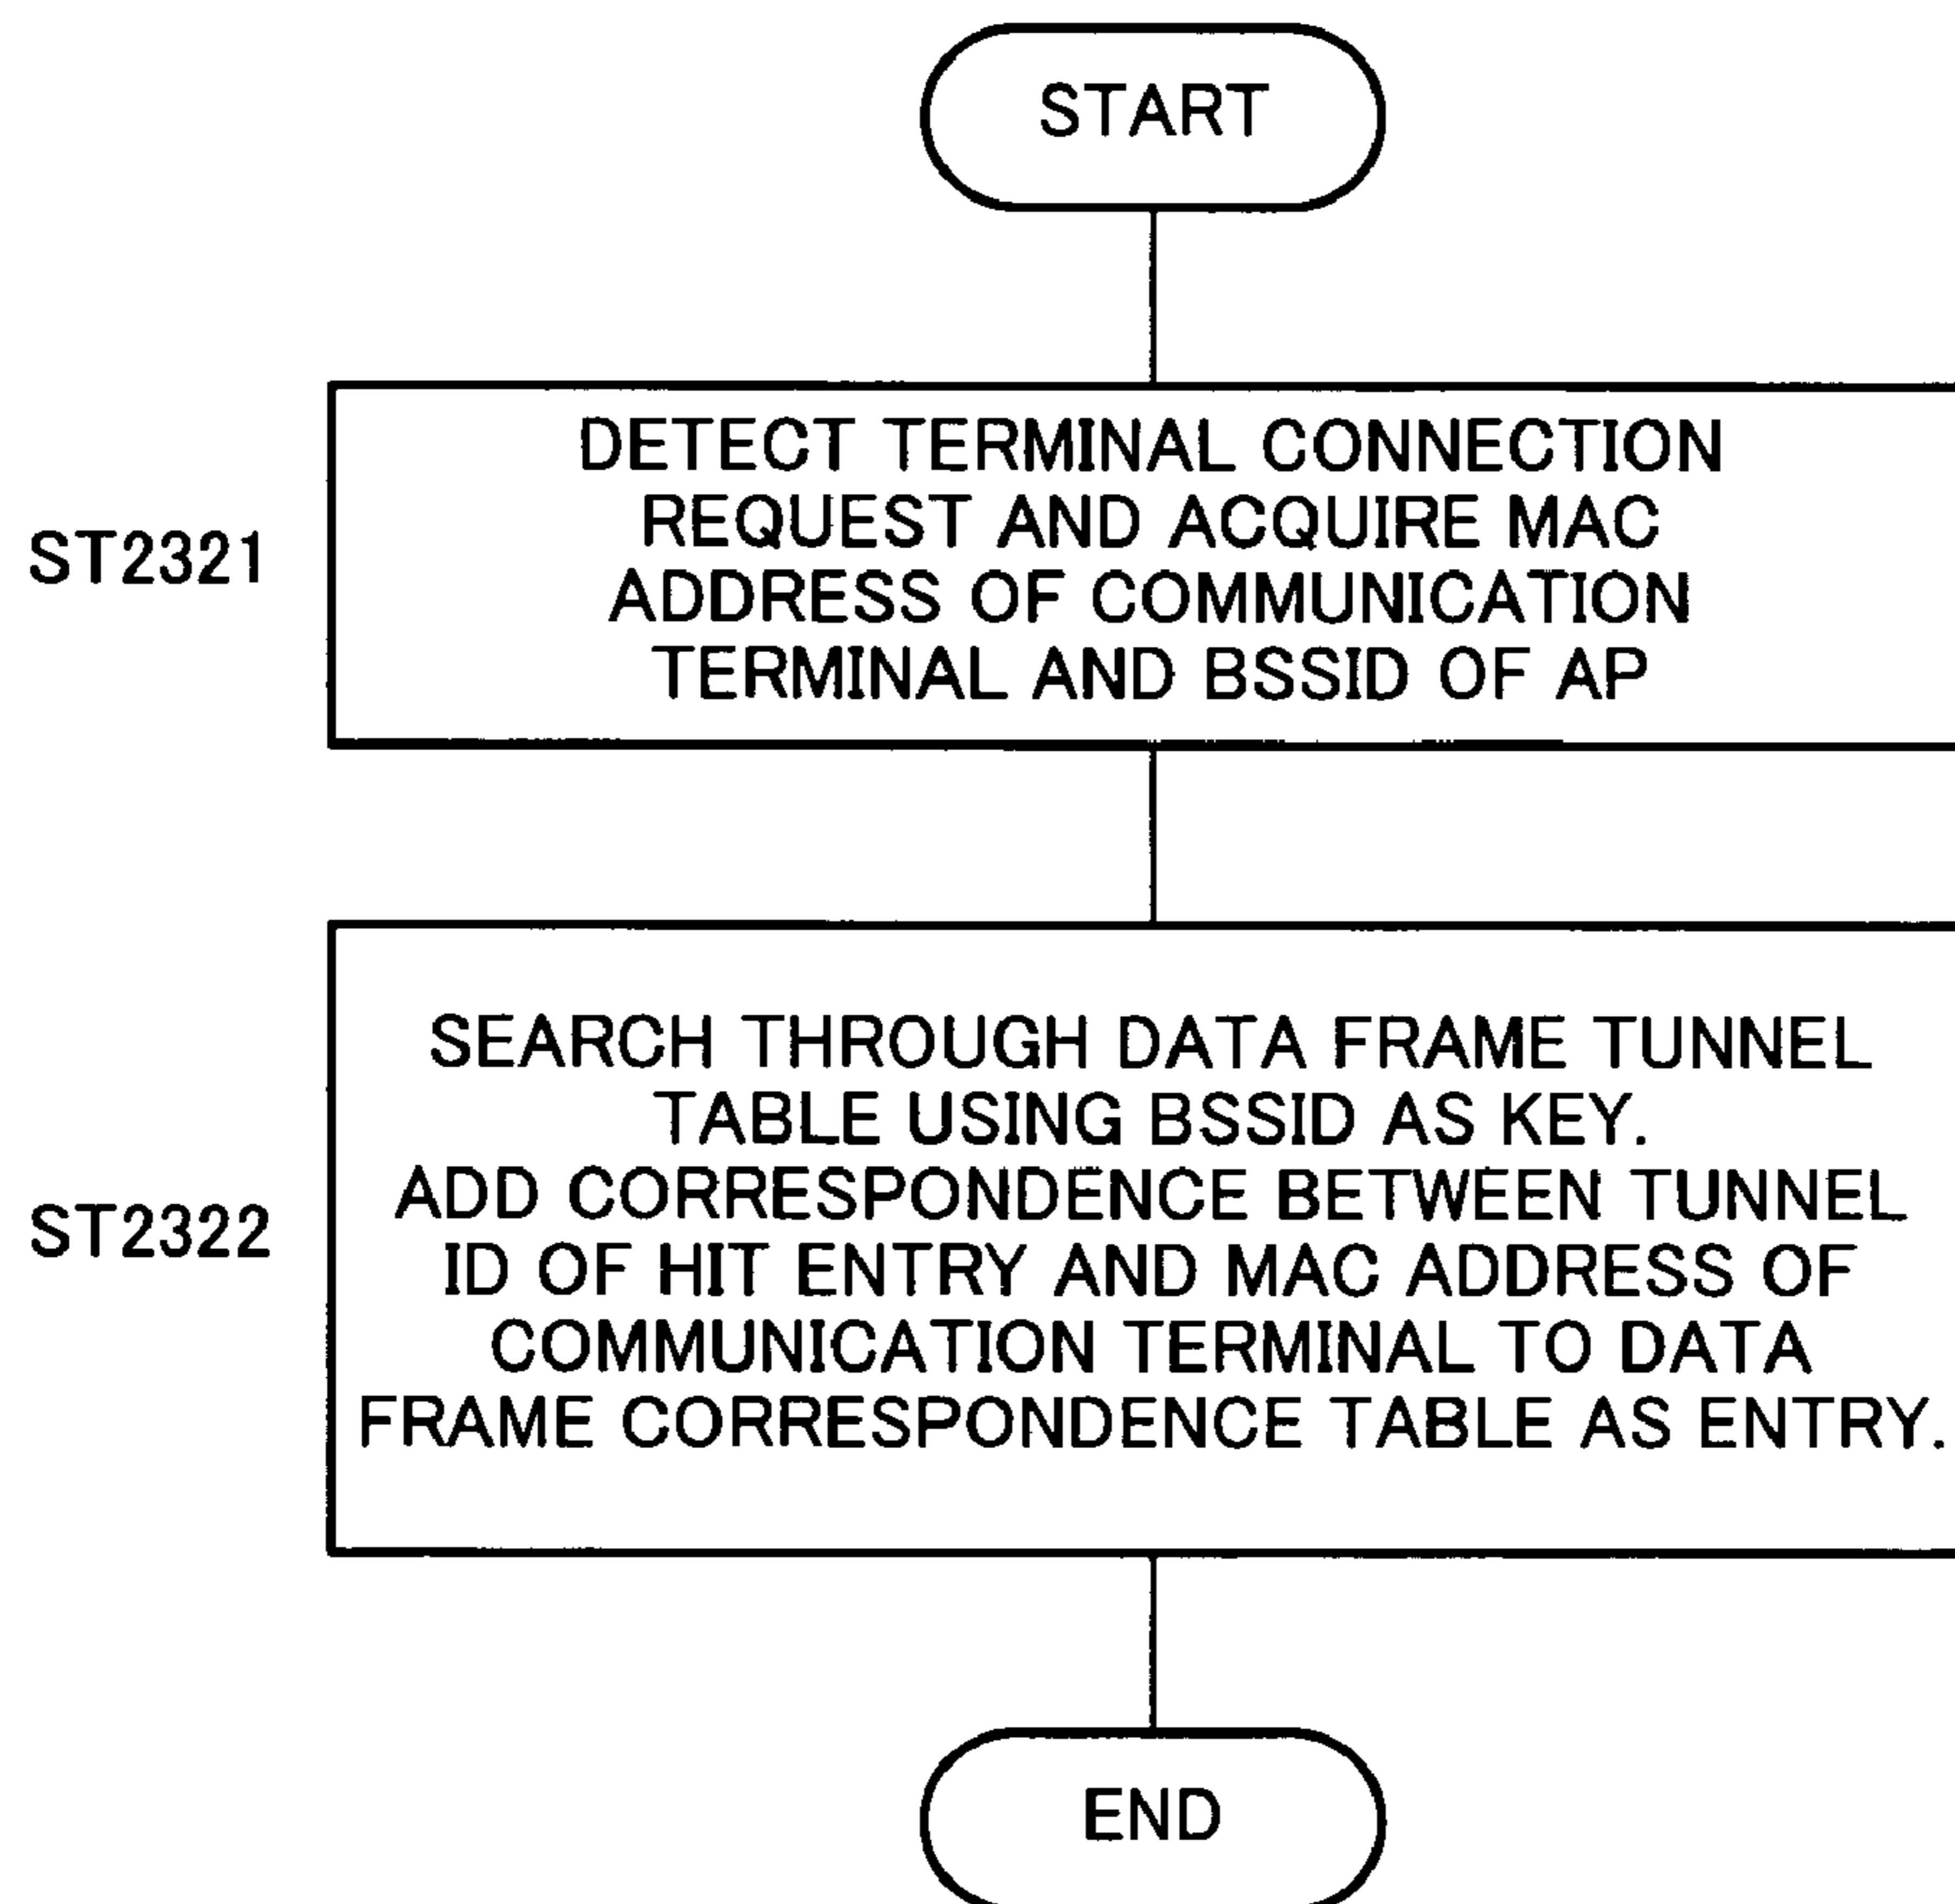 START
DETECT TERMINAL CONNECTION
REQUEST AND ACQUIRE MAC
ADDRESS OF COMMUNICATION
TERMINAL AND BSSID OF AP
ST2321
SEARCH THROUGH DATA FRAME TUNNEL
TABLE USING BSSID AS KEY.
ADD CORRESPONDENCE BETWEEN TUNNEL
ID OF HIT ENTRY AND MAC ADDRESS OF
COMMUNICATION TERMINAL TO DATA
FRAME CORRESPONDENCE TABLE AS ENTRY.
ST2322
END